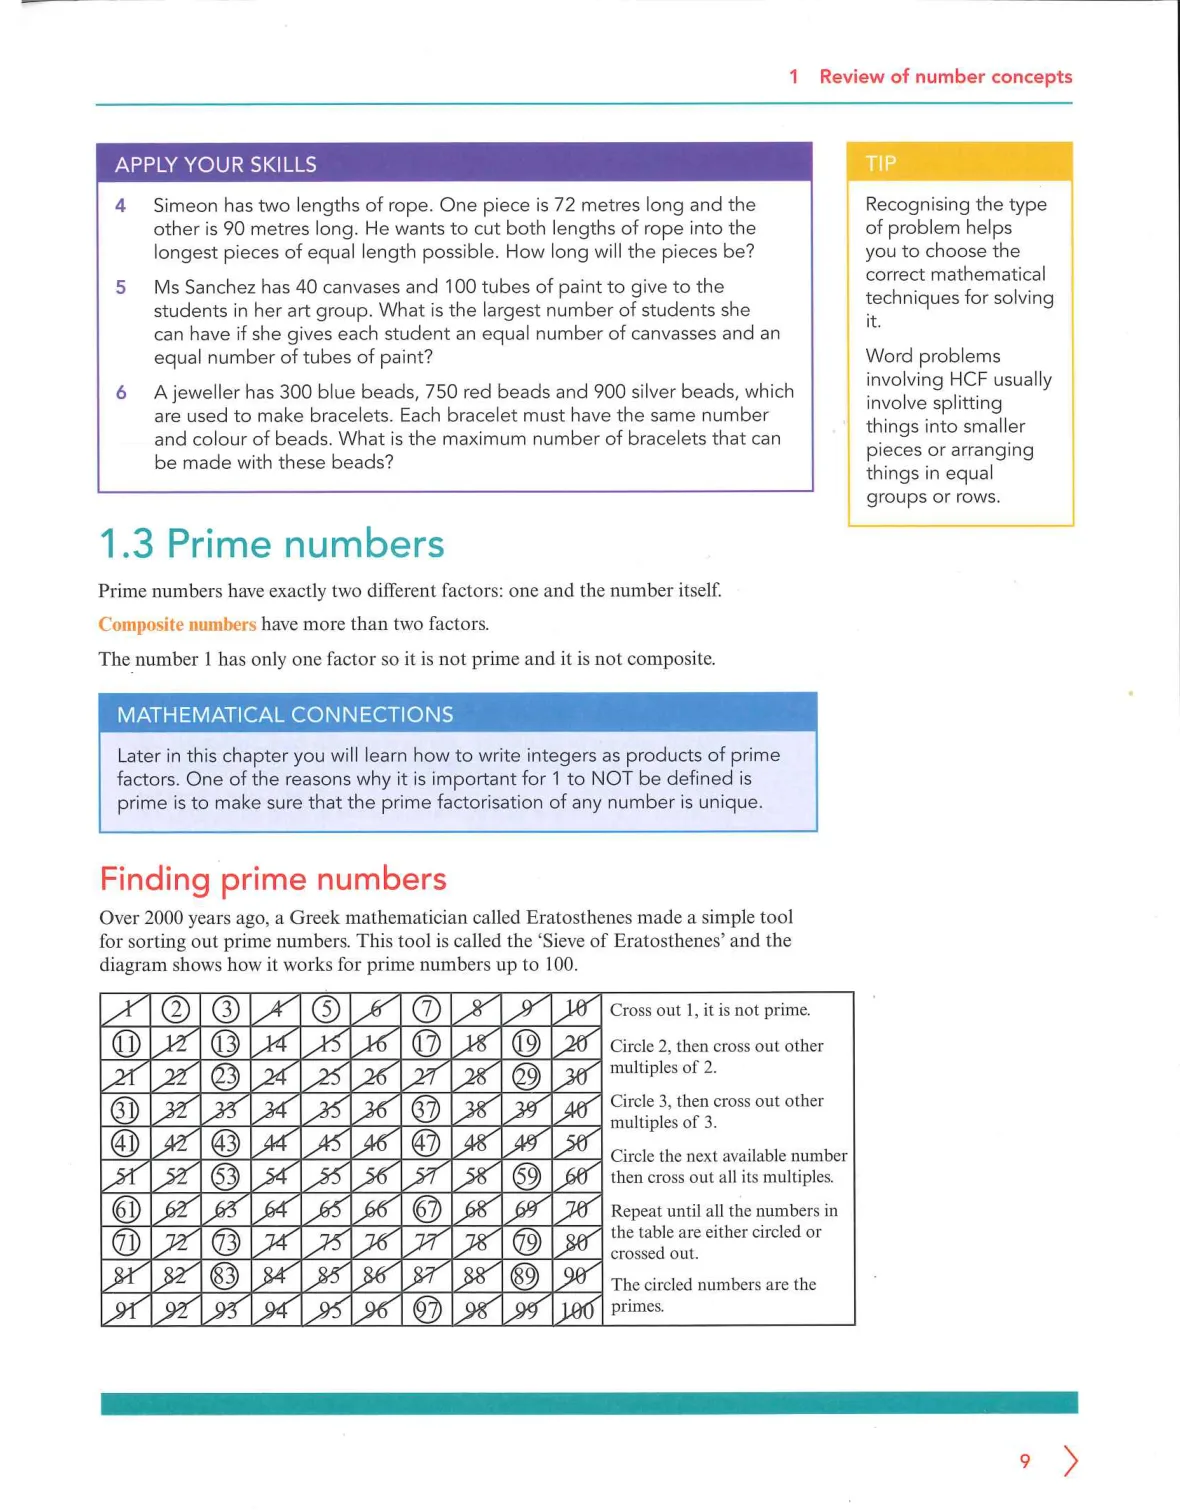 1 Review of number concepts
APPLY YOUR SKILLS
4 Simeon has two lengths of rope. One piece is 72 metres long and the
other is 90 metres long. He wants to cut both lengths of rope into the
longest pieces of equal length possible. How long will the pieces be?
5 Ms Sanchez has 40 canvases and 100 tubes of paint to give to the
students in her art group. What is the largest number of students she
can have if she gives each student an equal number of canvasses and an
equal number of tubes of paint?
6 A jeweller has 300 blue beads, 750 red beads and 900 silver beads, which
are used to make bracelets. Each bracelet must have the same number
and colour of beads. What is the maximum number of bracelets that can
be made with these beads?
TIP
Recognising the type
of problem helps
you to choose the
correct mathematical
techniques for solving
it.
Word problems
involving HCF usually
involve splitting
things into smaller
pieces or arranging
things in equal
groups or rows.
1.3 Prime numbers
Prime numbers have exactly two different factors: one and the number itself.
Composite numbers have more than two factors.
The number 1 has only one factor so it is not prime and it is not composite.
MATHEMATICAL CONNECTIONS
Later in this chapter you will learn how to write integers as products of prime
factors. One of the reasons why it is important for 1 to NOT be defined is
prime is to make sure that the prime factorisation of any number is unique.
Finding prime numbers
Over 2000 years ago, a Greek mathematician called Eratosthenes made a simple tool
for sorting out prime numbers. This tool is called the ‘Sieve of Eratosthenes’ and the
diagram shows how it works for prime numbers up to 100.
1 2 3 4 5 6 7 8 9 10
11 12 13 14 15 16 17 18 19 20
21 22 23 24 25 26 27 28 29 30
31 32 33 34 35 36 37 38 39 40
41 42 43 44 45 46 47 48 49 50
51 52 53 54 55 56 57 58 59 60
61 62 63 64 65 66 67 68 69 70
71 72 73 74 75 76 77 78 79 80
81 82 83 84 85 86 87 88 89 90
91 92 93 94 95 96 97 98 99 100
Cross out 1, it is not prime.
Circle 2, then cross out other
multiples of 2.
Circle 3, then cross out other
multiples of 3.
Circle the next available number
then cross out all its multiples.
Repeat until all the numbers in
the table are either circled or
crossed out.
The circled numbers are the
primes.
9